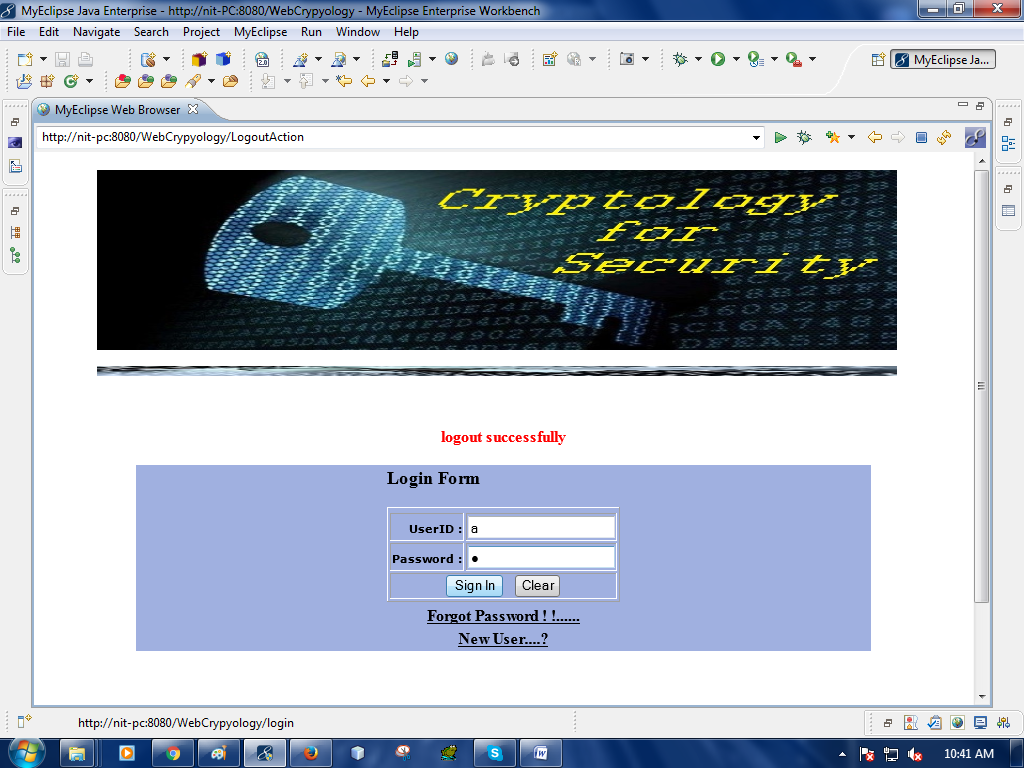 MyEclipse Java Enterprise - http://nit-PC:8080/WebCrypyology - MyEclipse Enterprise Workbench
File Edit Navigate Search Project MyEclipse Run Window Help
MyEclipse Ja...
MyEclipse Web Browser
http://nit-pc:8080/WebCrypyology/LogoutAction
Cryptology
for
Security
logout successfully
Login Form
UserID : a
Password : ●
Sign In Clear
Forgot Password ! !......
New User....?
http://nit-pc:8080/WebCrypyology/login
10:41 AM